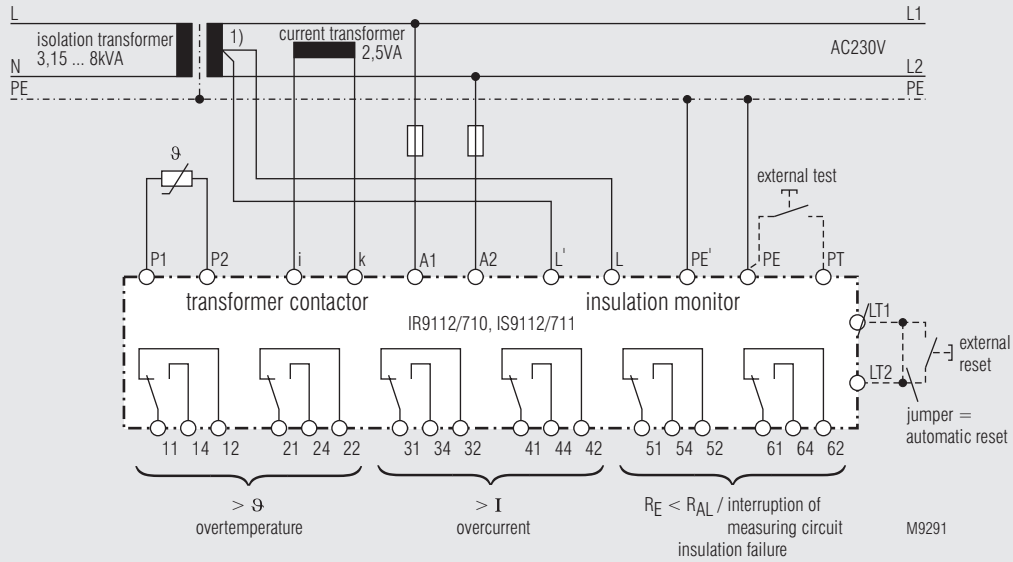 L
L1
isolation transformer
3,15 ... 8kVA
1)
current transformer
2,5VA
AC230V
N
L2
PE
PE
ϑ
external test
P1
P2
i
k
A1
A2
L'
L
PE'
PE
PT
transformer contactor
insulation monitor
IR9112/710, IS9112/711
LT1
external
reset
LT2
jumper =
automatic reset
11
14
12
21
24
22
31
34
32
41
44
42
51
54
52
61
64
62
> ϑ
overtemperature
> I
overcurrent
RE < RAL / interruption of
measuring circuit
insulation failure
M9291